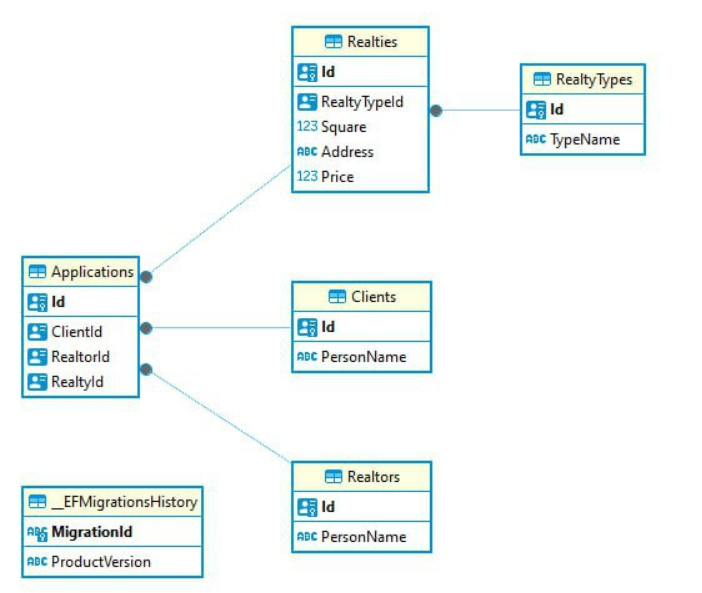 Realties
Id
RealtyTypeId
123 Square
ABC Address
123 Price
RealtyTypes
Id
ABC TypeName
Applications
Id
ClientId
RealtorId
RealtyId
Clients
Id
ABC PersonName
Realtors
Id
ABC PersonName
__EFMigrationsHistory
ABC MigrationId
ABC ProductVersion